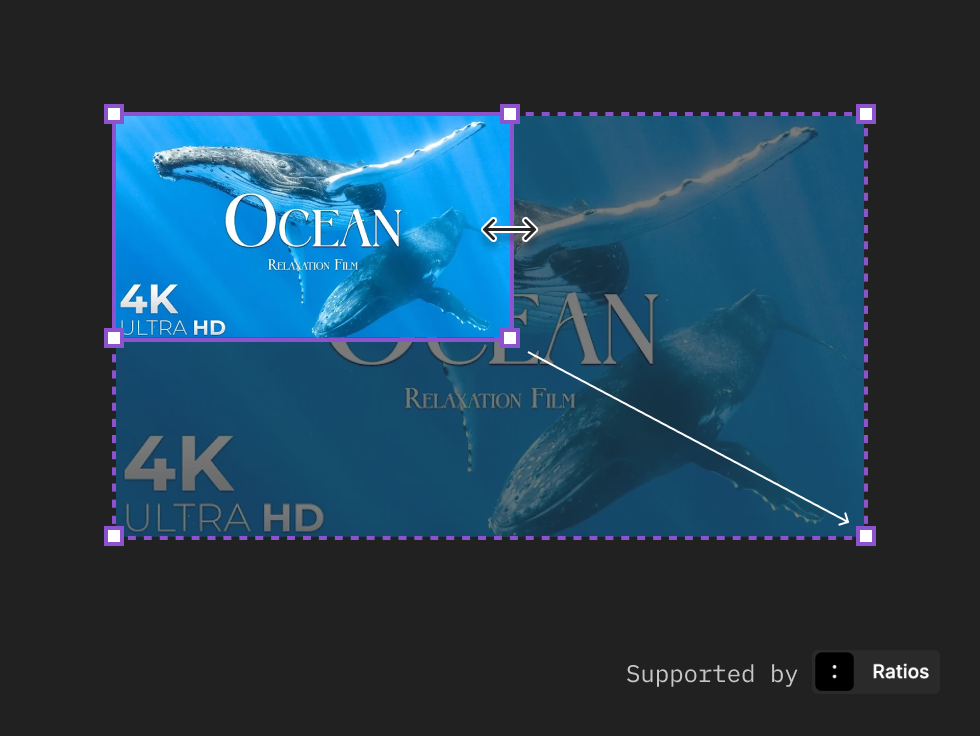 OCEAN
RELAXATION FILM
4K
ULTRA HD
OCEAN
RELAXATION FILM
4K
ULTRA HD
Supported by : Ratios